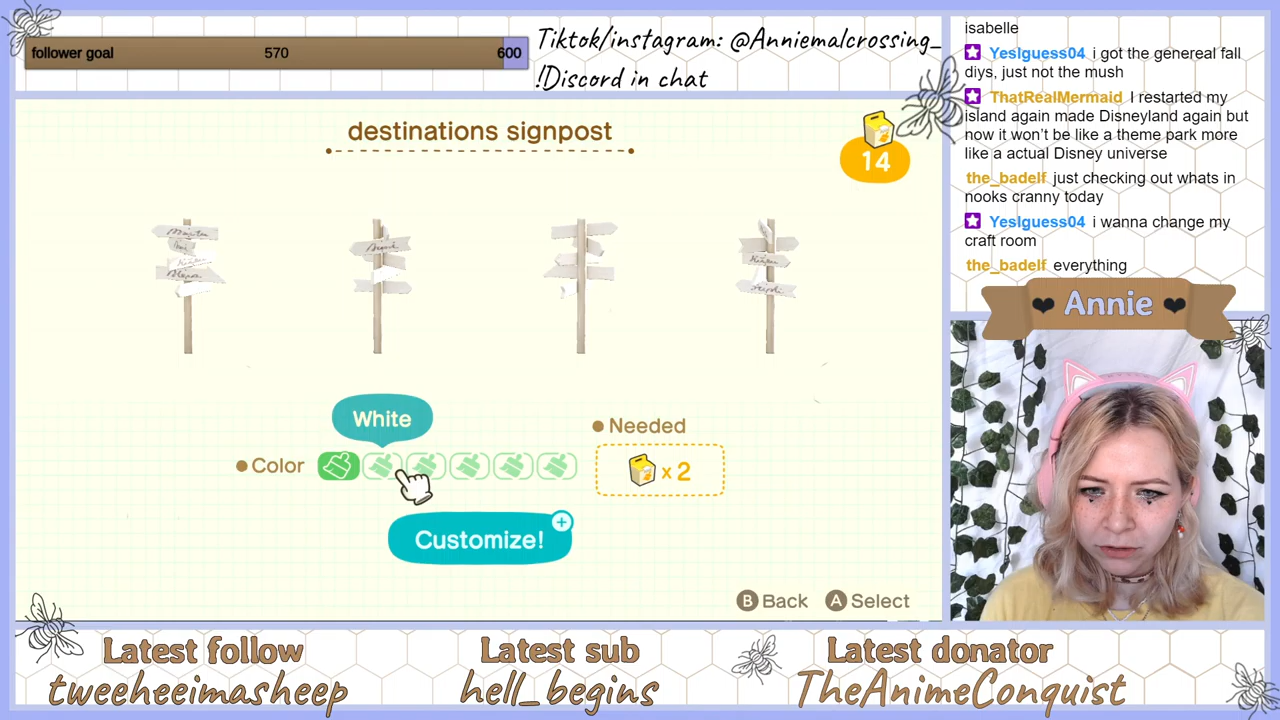 follower goal 570 600
Tiktok/instagram: @Anniemalcrossing_
!Discord in chat
destinations signpost
14
White
Color
Needed
x 2
Customize!
B Back A Select
isabelle
YesIguess04 i got the genereal fall
diys, just not the mush
ThatRealMermaid I restarted my
island again made Disneyland again but
now it won't be like a theme park more
like a actual Disney universe
the_badelf just checking out whats in
nooks cranny today
YesIguess04 i wanna change my
craft room
the_badelf everything
Annie
Latest follow
tweeheeimasheep
Latest sub
hell_begins
Latest donator
TheAnimeConquist